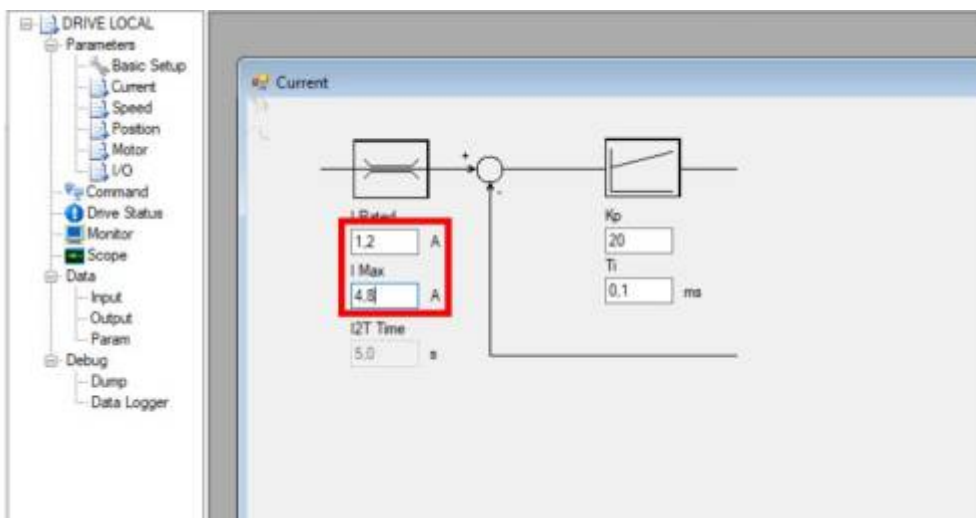 DRIVE LOCAL
Parameters
Basic Setup
Current
Speed
Position
Motor
I/O
Command
Drive Status
Monitor
Scope
Data
Input
Output
Param
Debug
Dump
Data Logger
Current
+
-
I Rated
1,2 A
I Max
4,8 A
I2T Time
5,0 s
Kp
20
Ti
0,1 ms